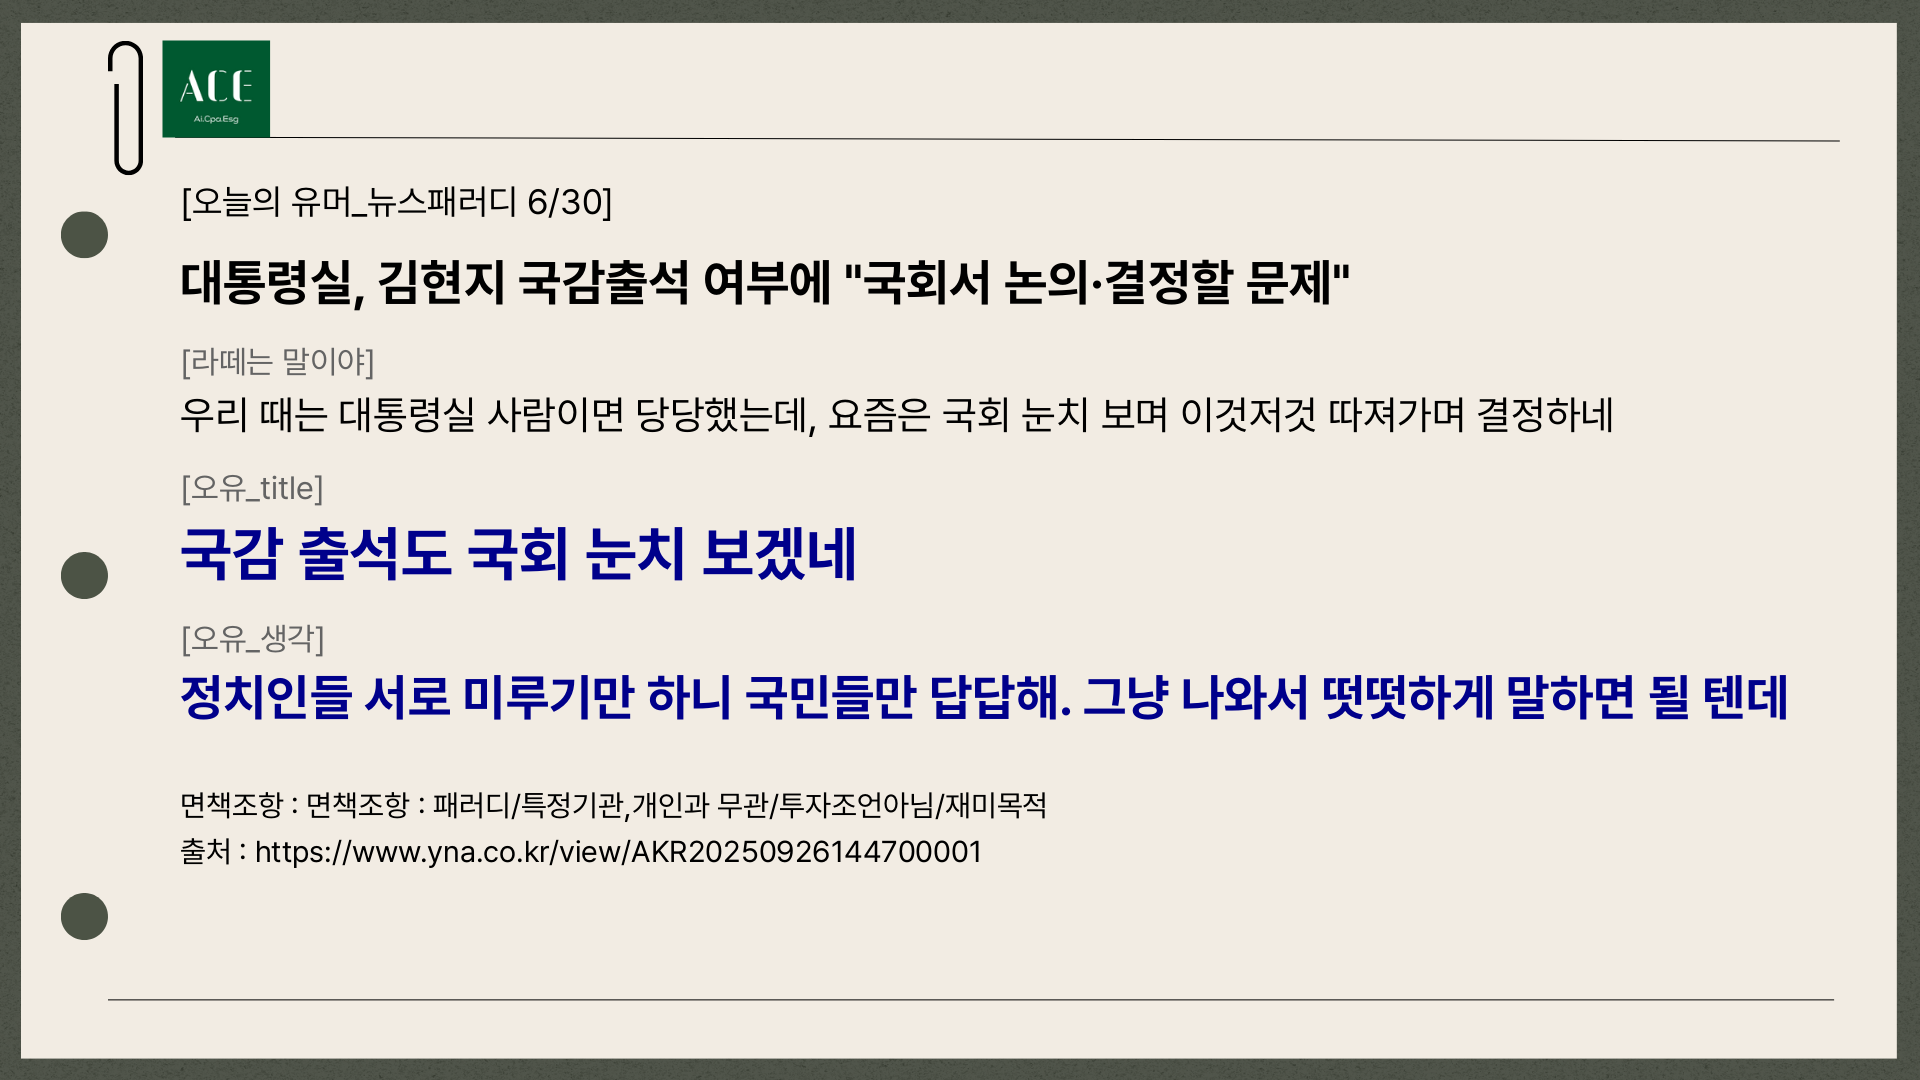 ACE
Ai.Cpa.Esg
[오늘의 유머_뉴스패러디 6/30]
대통령실, 김현지 국감출석 여부에 "국회서 논의·결정할 문제"
[라떼는 말이야]
우리 때는 대통령실 사람이면 당당했는데, 요즘은 국회 눈치 보며 이것저것 따져가며 결정하네
[오유_title]
국감 출석도 국회 눈치 보겠네
[오유_생각]
정치인들 서로 미루기만 하니 국민들만 답답해. 그냥 나와서 떳떳하게 말하면 될 텐데
면책조항 : 면책조항 : 패러디/특정기관,개인과 무관/투자조언아님/재미목적
출처 : https://www.yna.co.kr/view/AKR20250926144700001